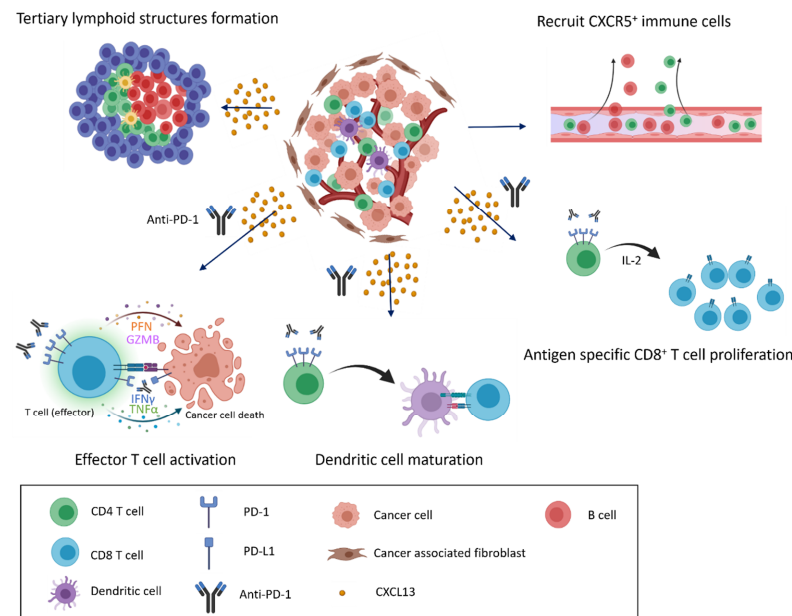 Tertiary lymphoid structures formation
Recruit CXCR5⁺ immune cells
Anti-PD-1
IL-2
PFN
GZMB
IFNγ
TNFα
T cell (effector)
Cancer cell death
Antigen specific CD8⁺ T cell proliferation
Effector T cell activation
Dendritic cell maturation
CD4 T cell
PD-1
Cancer cell
B cell
CD8 T cell
PD-L1
Cancer associated fibroblast
Dendritic cell
Anti-PD-1
CXCL13